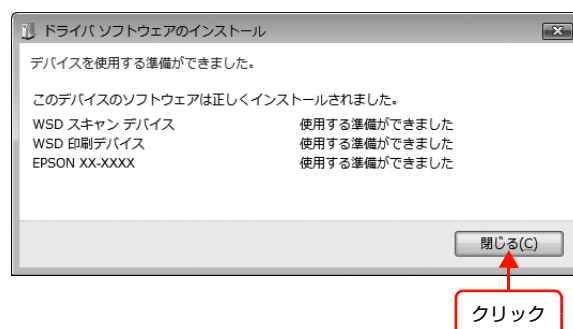 ドライバ ソフトウェアのインストール
デバイスを使用する準備ができました。
このデバイスのソフトウェアは正しくインストールされました。
WSD スキャン デバイス 使用する準備ができました
WSD 印刷デバイス 使用する準備ができました
EPSON XX-XXXX 使用する準備ができました
閉じる(C)
クリック